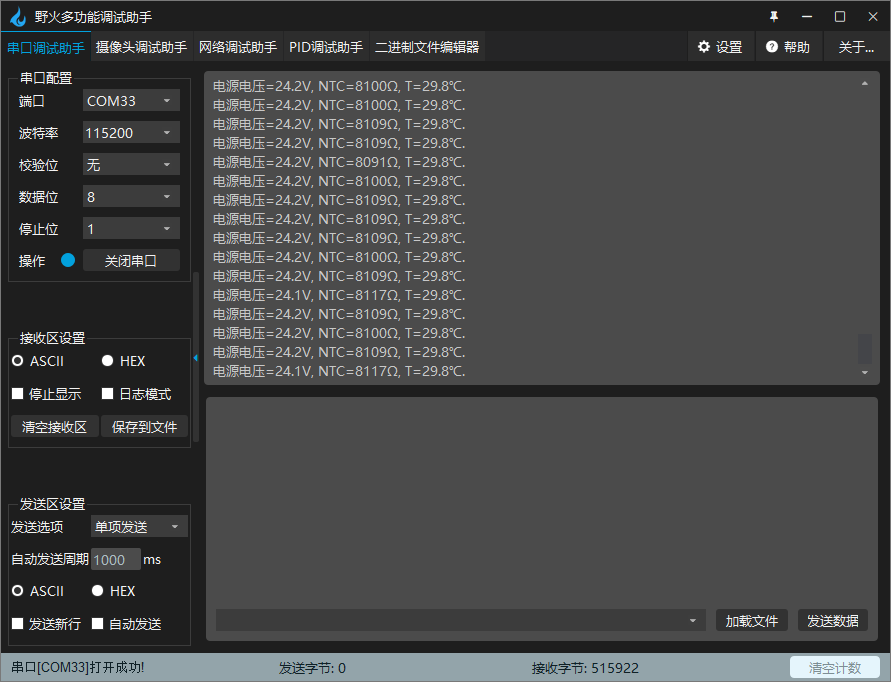 野火多功能调试助手
串口调试助手 摄像头调试助手 网络调试助手 PID调试助手 二进制文件编辑器 设置 帮助 关于...
串口配置
端口 COM33
波特率 115200
校验位 无
数据位 8
停止位 1
操作 关闭串口
接收区设置
ASCII HEX
停止显示 日志模式
清空接收区 保存到文件
发送区设置
发送选项 单项发送
自动发送周期 1000 ms
ASCII HEX
发送新行 自动发送
电源电压=24.2V, NTC=8100Ω, T=29.8℃.
电源电压=24.2V, NTC=8100Ω, T=29.8℃.
电源电压=24.2V, NTC=8109Ω, T=29.8℃.
电源电压=24.2V, NTC=8109Ω, T=29.8℃.
电源电压=24.2V, NTC=8091Ω, T=29.8℃.
电源电压=24.2V, NTC=8100Ω, T=29.8℃.
电源电压=24.2V, NTC=8109Ω, T=29.8℃.
电源电压=24.2V, NTC=8109Ω, T=29.8℃.
电源电压=24.2V, NTC=8109Ω, T=29.8℃.
电源电压=24.2V, NTC=8100Ω, T=29.8℃.
电源电压=24.2V, NTC=8109Ω, T=29.8℃.
电源电压=24.1V, NTC=8117Ω, T=29.8℃.
电源电压=24.2V, NTC=8109Ω, T=29.8℃.
电源电压=24.2V, NTC=8100Ω, T=29.8℃.
电源电压=24.2V, NTC=8109Ω, T=29.8℃.
电源电压=24.1V, NTC=8117Ω, T=29.8℃.
加载文件 发送数据
串口[COM33]打开成功! 发送字节: 0 接收字节: 515922 清空计数